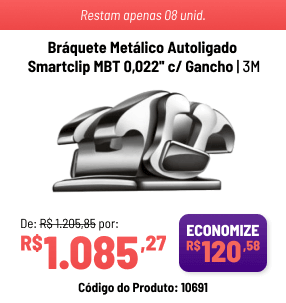 Restam apenas 08 unid.
Bráquete Metálico Autoligado
Smartclip MBT 0,022" c/ Gancho | 3M
De: R$ 1.205,85 por:
R$1.085,27
ECONOMIZE
R$120,58
Código do Produto: 10691